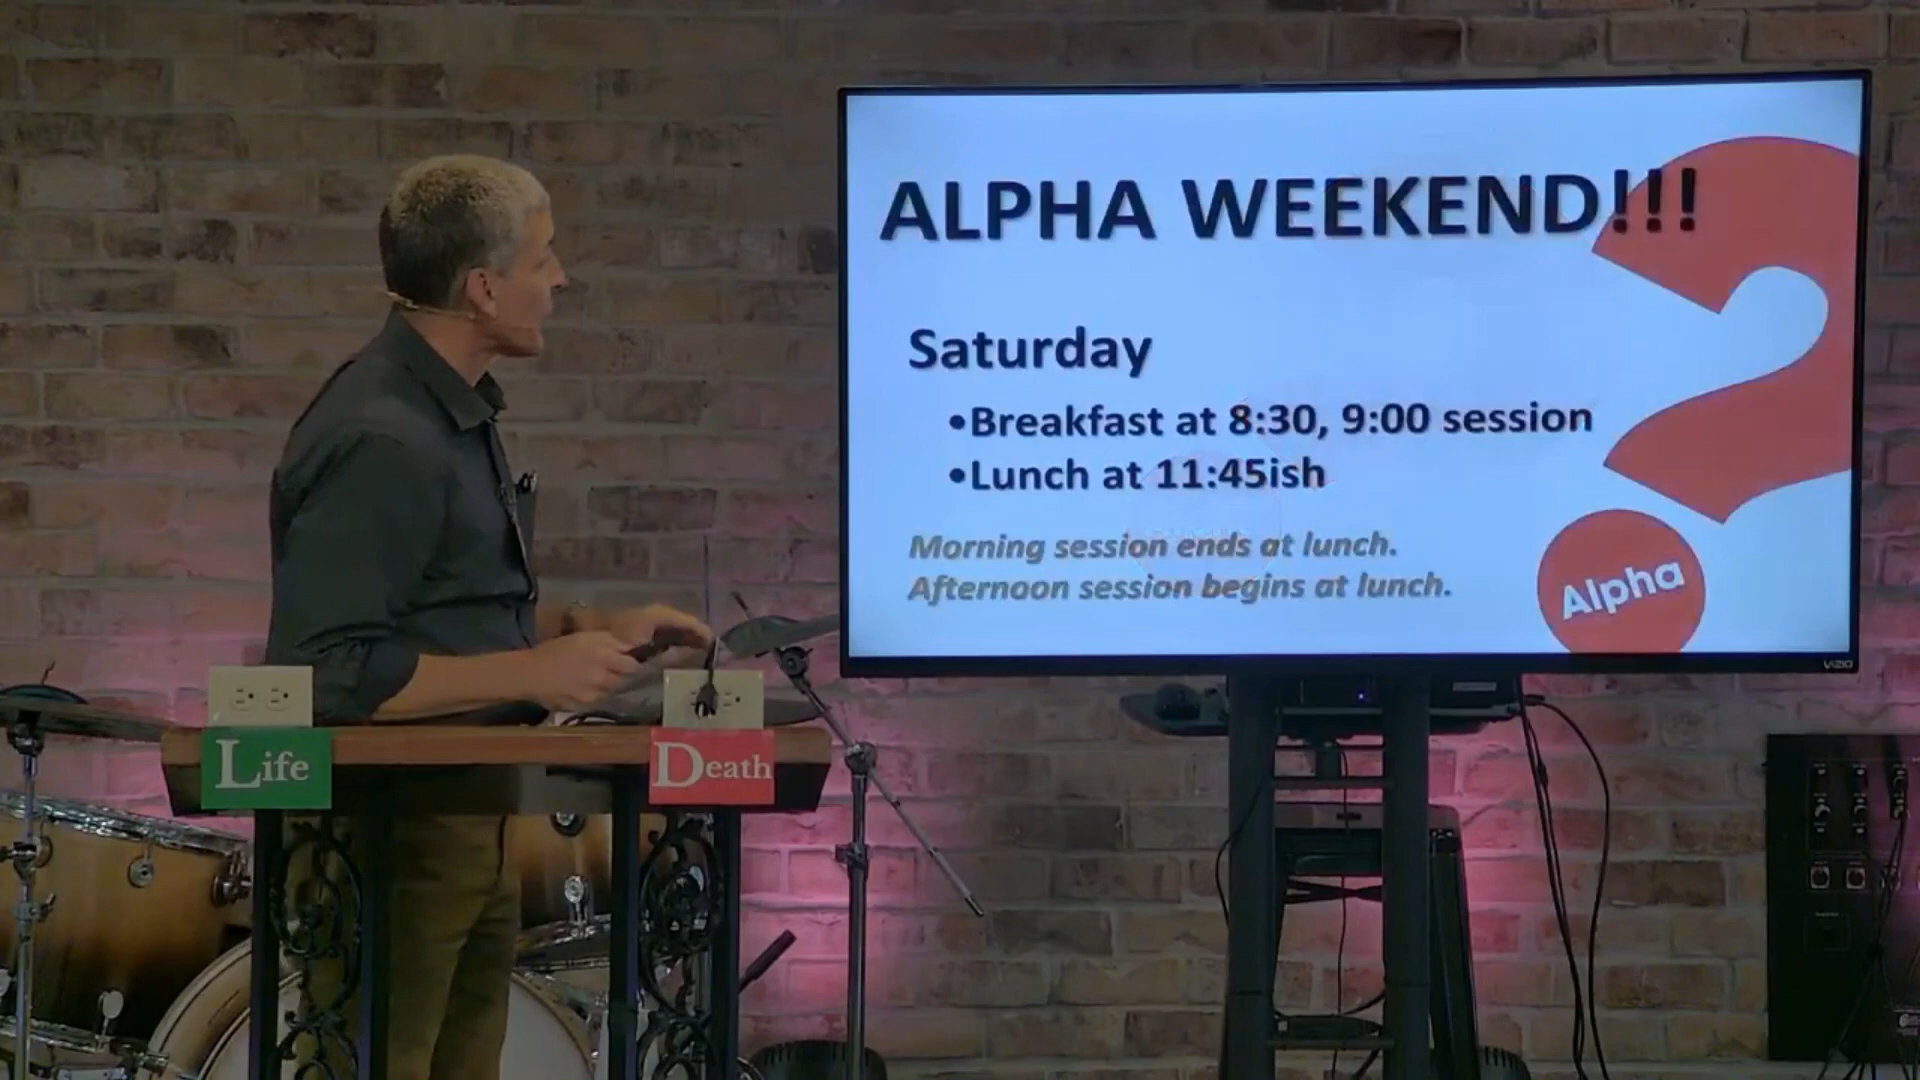 ALPHA WEEKEND!!!
Saturday
•Breakfast at 8:30, 9:00 session
•Lunch at 11:45ish
Morning session ends at lunch.
Afternoon session begins at lunch.
Alpha
VIZIO
Life
Death